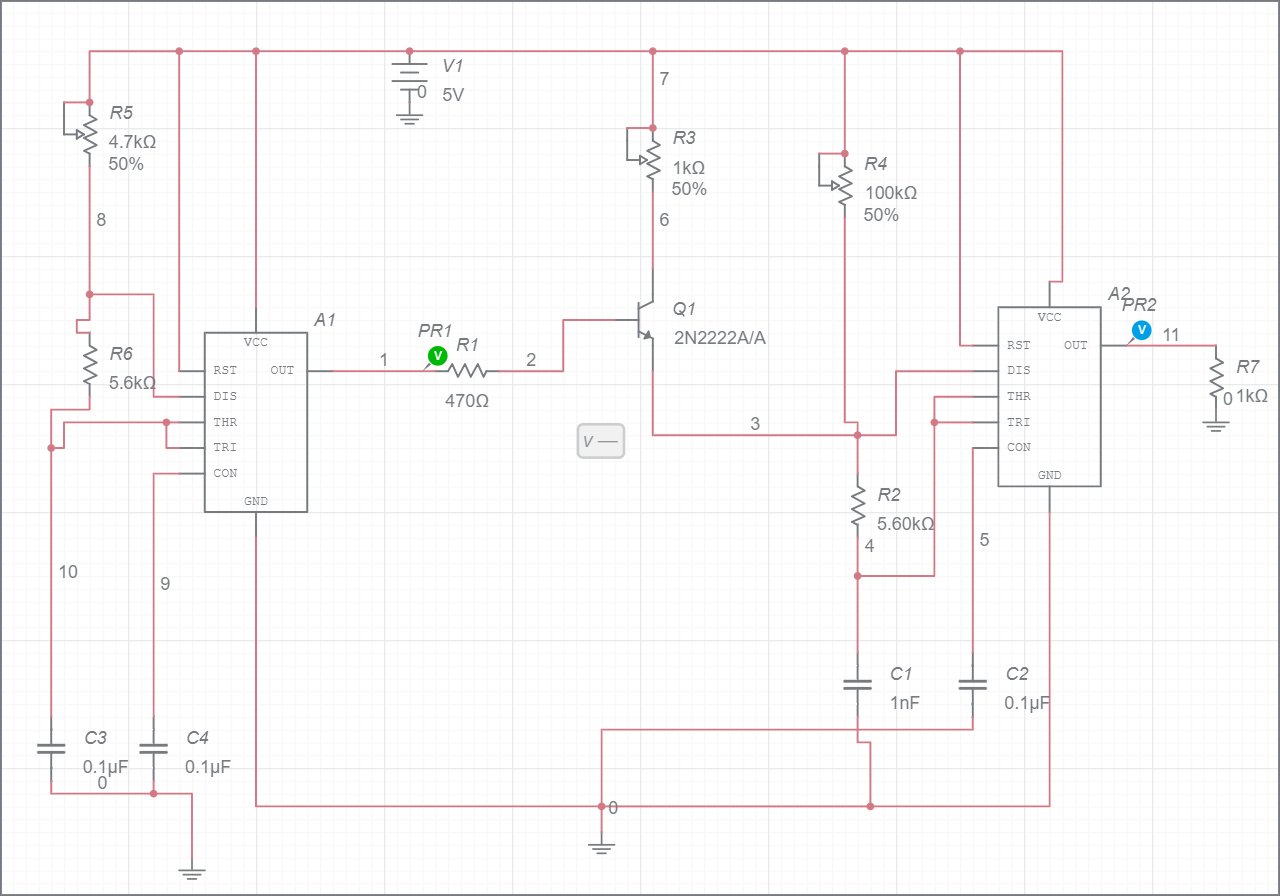 V1
0
5V
7
R5
4.7kΩ
50%
R3
1kΩ
50%
R4
100kΩ
50%
8
6
A1
VCC
RST
OUT
DIS
THR
TRI
CON
GND
PR1
V
R1
470Ω
1
2
R6
5.6kΩ
Q1
2N2222A/A
A2
PR2
V
VCC
RST
OUT
DIS
THR
TRI
CON
GND
11
R7
0
1kΩ
3
V —
R2
5.60kΩ
4
5
10
9
C1
1nF
C2
0.1µF
C3
0.1µF
0
C4
0.1µF
0